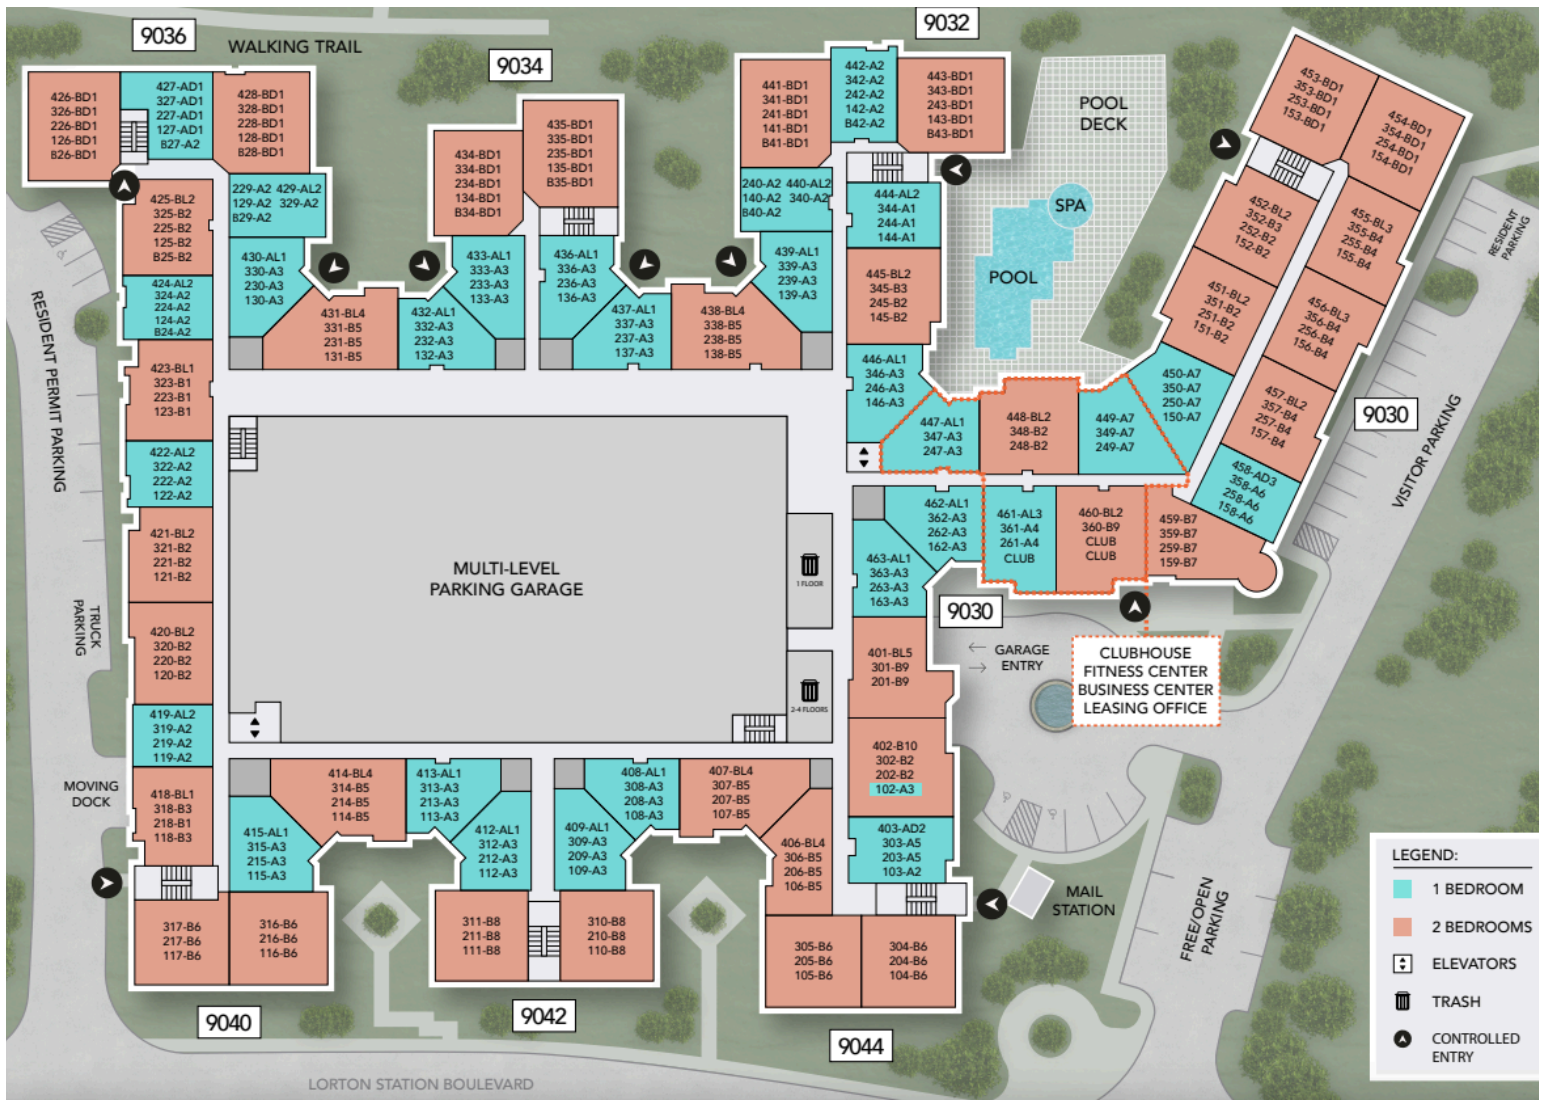 9036
WALKING TRAIL
9034
9032
426-BD1
326-BD1
226-BD1
126-BD1
B26-BD1
427-AD1
327-AD1
227-AD1
127-AD1
B27-A2
428-BD1
328-BD1
228-BD1
128-BD1
B28-BD1
229-A2 429-AL2
129-A2 329-A2
B29-A2
425-BL2
325-B2
225-B2
125-B2
B25-B2
430-AL1
330-A3
230-A3
130-A3
424-AL2
324-A2
224-A2
124-A2
B24-A2
431-BL4
331-B5
231-B5
131-B5
432-AL1
332-A3
232-A3
132-A3
433-AL1
333-A3
233-A3
133-A3
434-BD1
334-BD1
234-BD1
134-BD1
B34-BD1
435-BD1
335-BD1
235-BD1
135-BD1
B35-BD1
436-AL1
336-A3
236-A3
136-A3
437-AL1
337-A3
237-A3
137-A3
438-BL4
338-B5
238-B5
138-B5
439-AL1
339-A3
239-A3
139-A3
240-A2 440-AL2
140-A2 340-A2
B40-A2
441-BD1
341-BD1
241-BD1
141-BD1
B41-BD1
442-A2
342-A2
242-A2
142-A2
B42-A2
443-BD1
343-BD1
243-BD1
143-BD1
B43-BD1
444-AL2
344-A1
244-A1
144-A1
445-BL2
345-B3
245-B2
145-B2
446-AL1
346-A3
246-A3
146-A3
447-AL1
347-A3
247-A3
448-BL2
348-B2
248-B2
449-A7
349-A7
249-A7
450-A7
350-A7
250-A7
150-A7
451-BL2
351-B2
251-B2
151-B2
452-BL2
352-B3
252-B2
152-B2
453-BD1
353-BD1
253-BD1
153-BD1
454-BD1
354-BD1
254-BD1
154-BD1
455-BL3
355-B4
255-B4
155-B4
456-BL3
356-B4
256-B4
156-B4
457-BL2
357-B4
257-B4
157-B4
458-AD3
358-A6
258-A6
158-A6
459-B7
359-B7
259-B7
159-B7
460-BL2
360-B9
CLUB
CLUB
461-AL3
361-A4
261-A4
CLUB
462-AL1
362-A3
262-A3
162-A3
463-AL1
363-A3
263-A3
163-A3
POOL
DECK
SPA
POOL
RESIDENT
PARKING
9030
VISITOR PARKING
RESIDENT PERMIT PARKING
423-BL1
323-B1
223-B1
123-B1
422-AL2
322-A2
222-A2
122-A2
421-BL2
321-B2
221-B2
121-B2
420-BL2
320-B2
220-B2
120-B2
419-AL2
319-A2
219-A2
119-A2
418-BL1
318-B3
218-B1
118-B3
TRUCK
PARKING
MOVING
DOCK
MULTI-LEVEL
PARKING GARAGE
1 FLOOR
2-4 FLOORS
9030
GARAGE
ENTRY
CLUBHOUSE
FITNESS CENTER
BUSINESS CENTER
LEASING OFFICE
401-BL5
301-B9
201-B9
402-B10
302-B2
202-B2
102-A3
403-AD2
303-A5
203-A5
103-A2
414-BL4
314-B5
214-B5
114-B5
413-AL1
313-A3
213-A3
113-A3
415-AL1
315-A3
215-A3
115-A3
412-AL1
312-A3
212-A3
112-A3
408-AL1
308-A3
208-A3
108-A3
407-BL4
307-B5
207-B5
107-B5
409-AL1
309-A3
209-A3
109-A3
406-BL4
306-B5
206-B5
106-B5
317-B6
217-B6
117-B6
316-B6
216-B6
116-B6
311-B8
211-B8
111-B8
310-B8
210-B8
110-B8
305-B6
205-B6
105-B6
304-B6
204-B6
104-B6
MAIL
STATION
FREE/OPEN
PARKING
9040
9042
9044
LORTON STATION BOULEVARD
LEGEND:
1 BEDROOM
2 BEDROOMS
ELEVATORS
TRASH
CONTROLLED
ENTRY